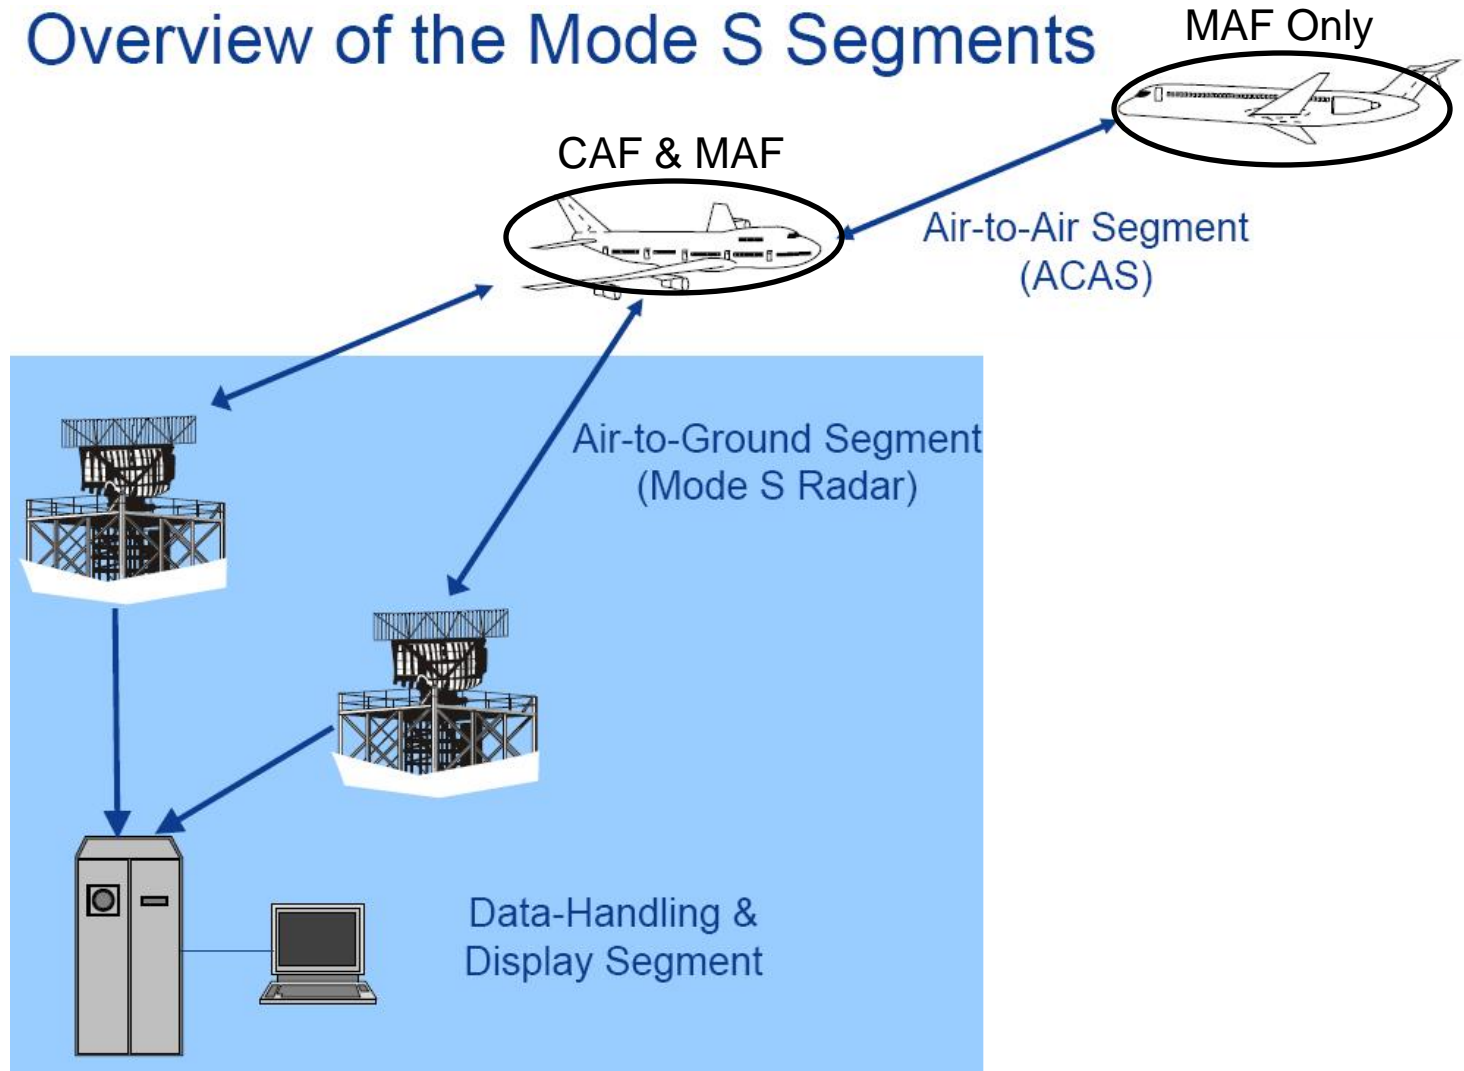 Overview of the Mode S Segments
MAF Only
CAF & MAF
Air-to-Air Segment
(ACAS)
Air-to-Ground Segment
(Mode S Radar)
Data-Handling &
Display Segment